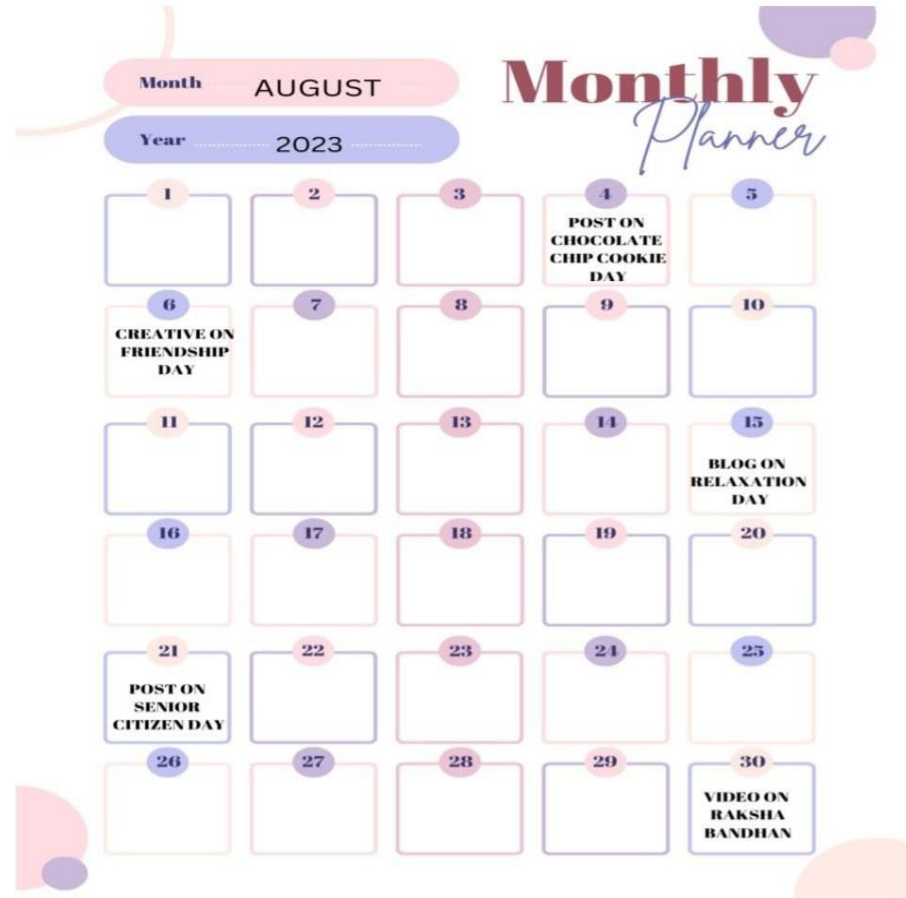 Monthly
Planner
Month AUGUST
Year 2023
1 2 3 4 5
POST ON
CHOCOLATE
CHIP COOKIE
DAY
6 7 8 9 10
CREATIVE ON
FRIENDSHIP
DAY
11 12 13 14 15
BLOG ON
RELAXATION
DAY
16 17 18 19 20
21 22 23 24 25
POST ON
SENIOR
CITIZEN DAY
26 27 28 29 30
VIDEO ON
RAKSHA
BANDHAN